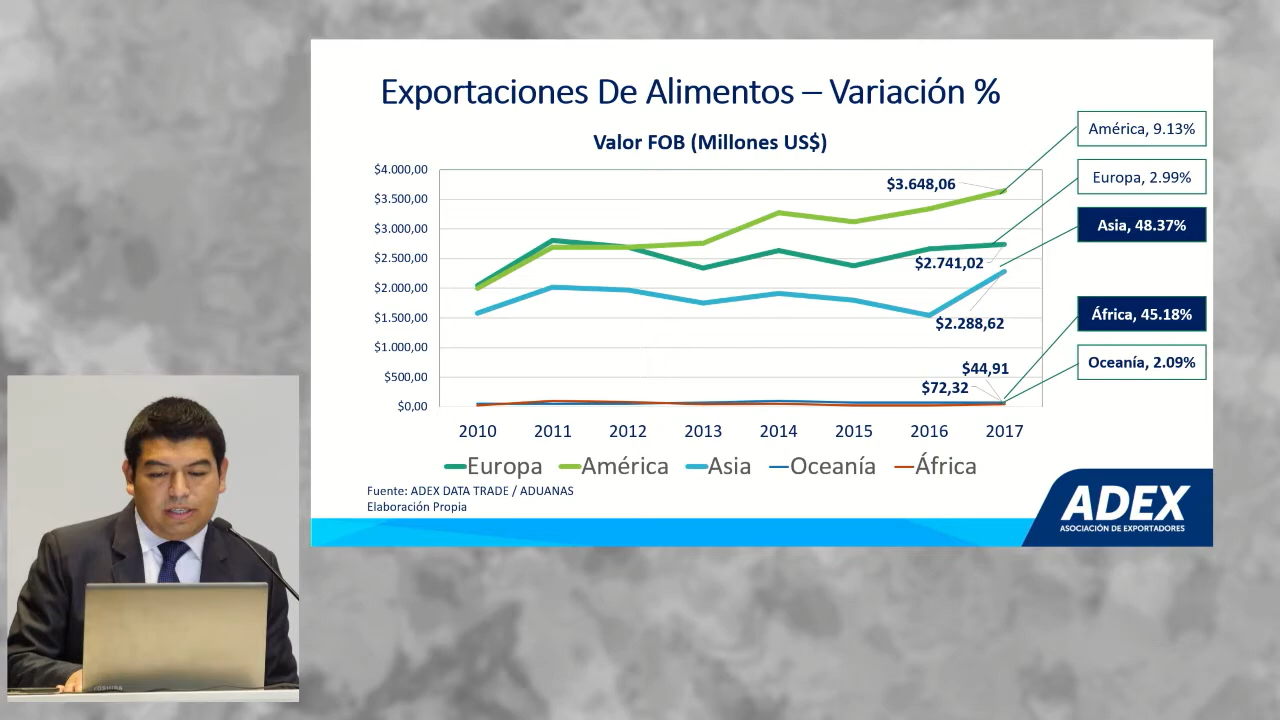 Exportaciones De Alimentos – Variación %
Valor FOB (Millones US$)
América, 9.13%
Europa, 2.99%
Asia, 48.37%
África, 45.18%
Oceanía, 2.09%
$4.000,00
$3.500,00
$3.000,00
$2.500,00
$2.000,00
$1.500,00
$1.000,00
$500,00
$0,00
$3.648,06
$2.741,02
$2.288,62
$44,91
$72,32
2010 2011 2012 2013 2014 2015 2016 2017
Europa América Asia Oceanía África
Fuente: ADEX DATA TRADE / ADUANAS
Elaboración Propia
ADEX
ASOCIACIÓN DE EXPORTADORES
TOSHIBA